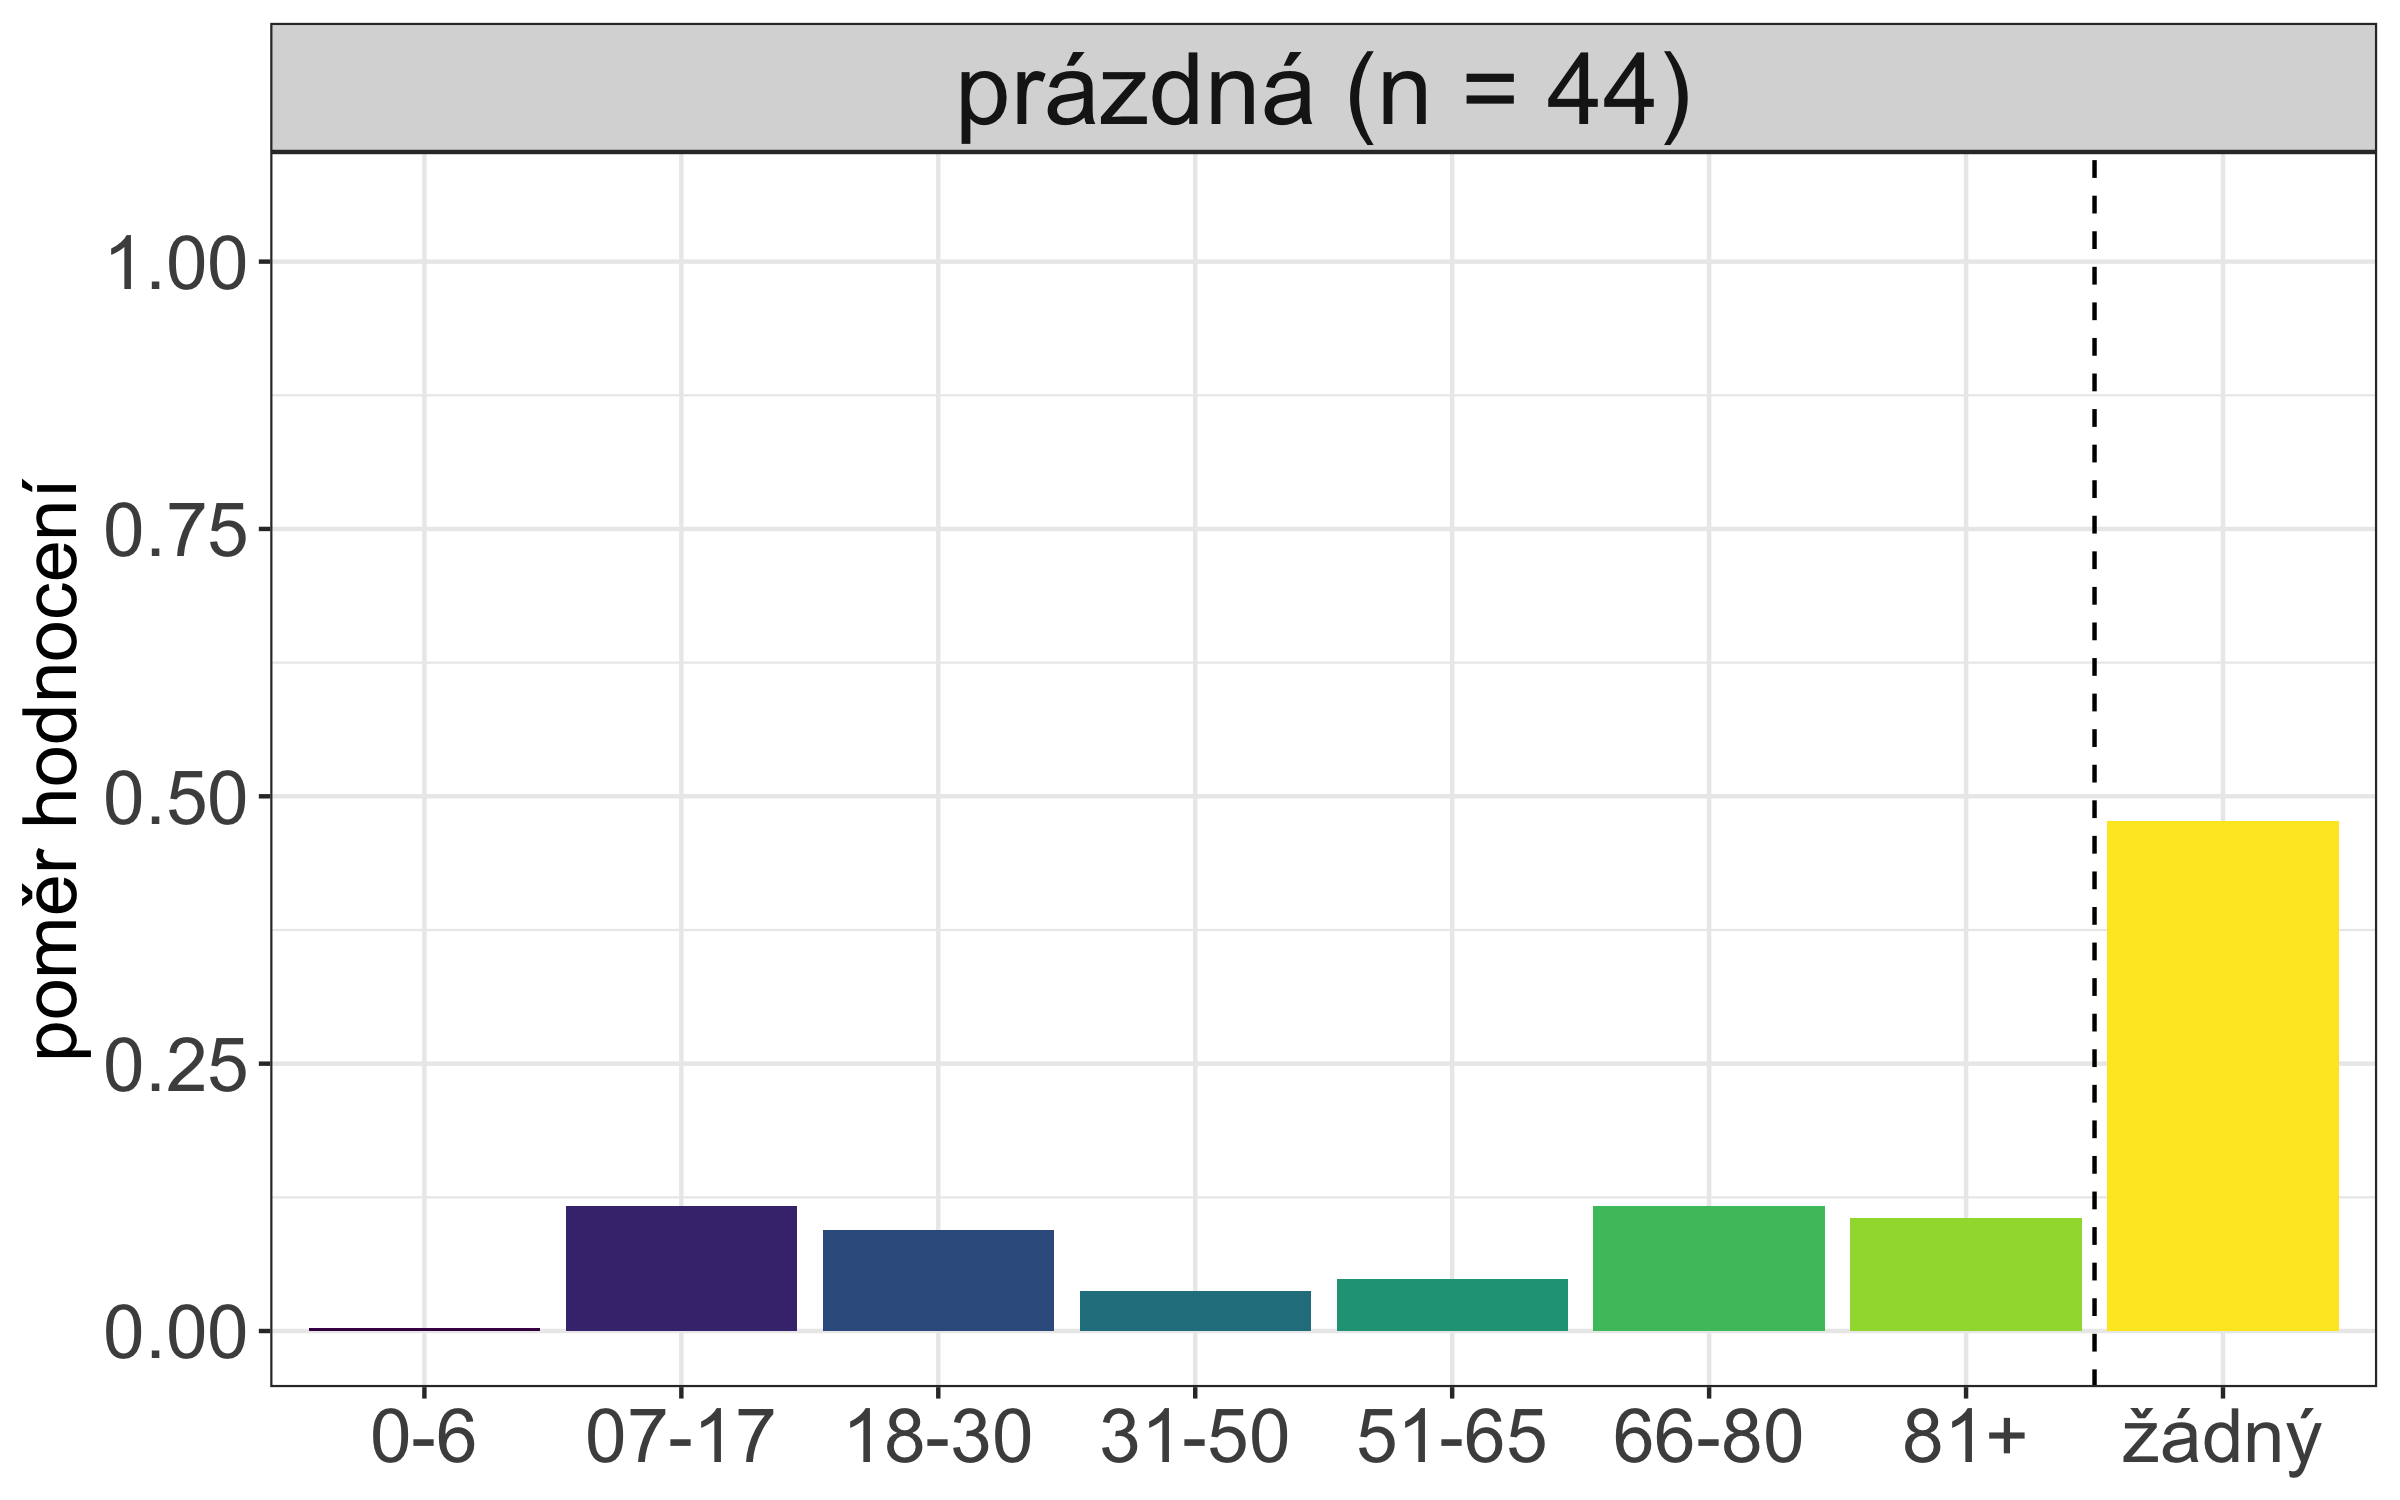 prázdná (n = 44)
poměr hodnocení
1.00
0.75
0.50
0.25
0.00
0-6 07-17 18-30 31-50 51-65 66-80 81+ žádný